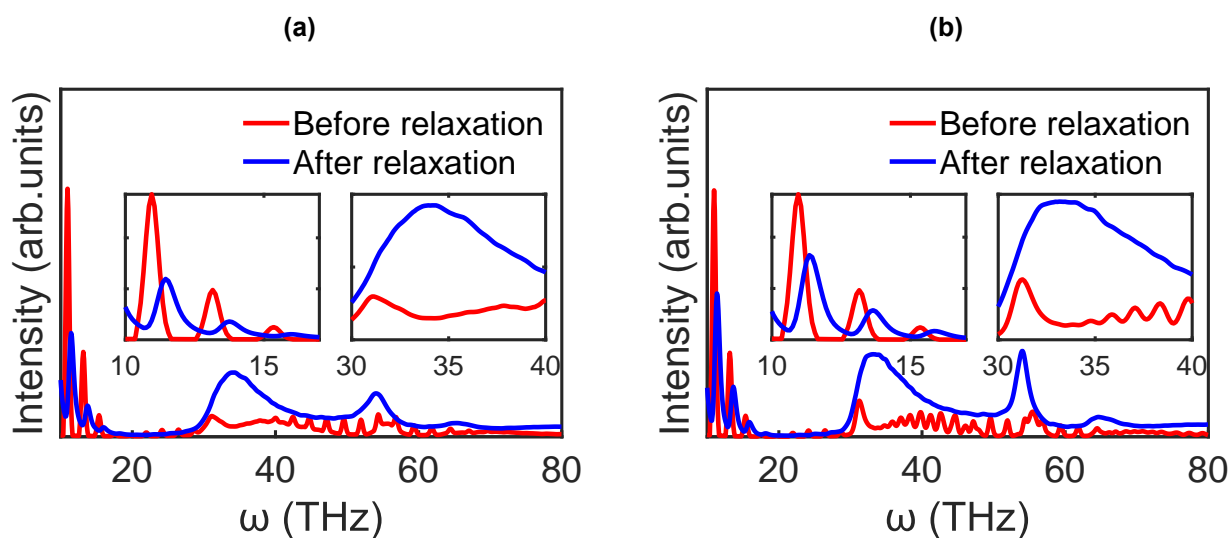 (a)
Intensity (arb.units)
Before relaxation
After relaxation
10 15
30 35 40
20 40 60 80
ω (THz)
(b)
Intensity (arb.units)
Before relaxation
After relaxation
10 15
30 35 40
20 40 60 80
ω (THz)